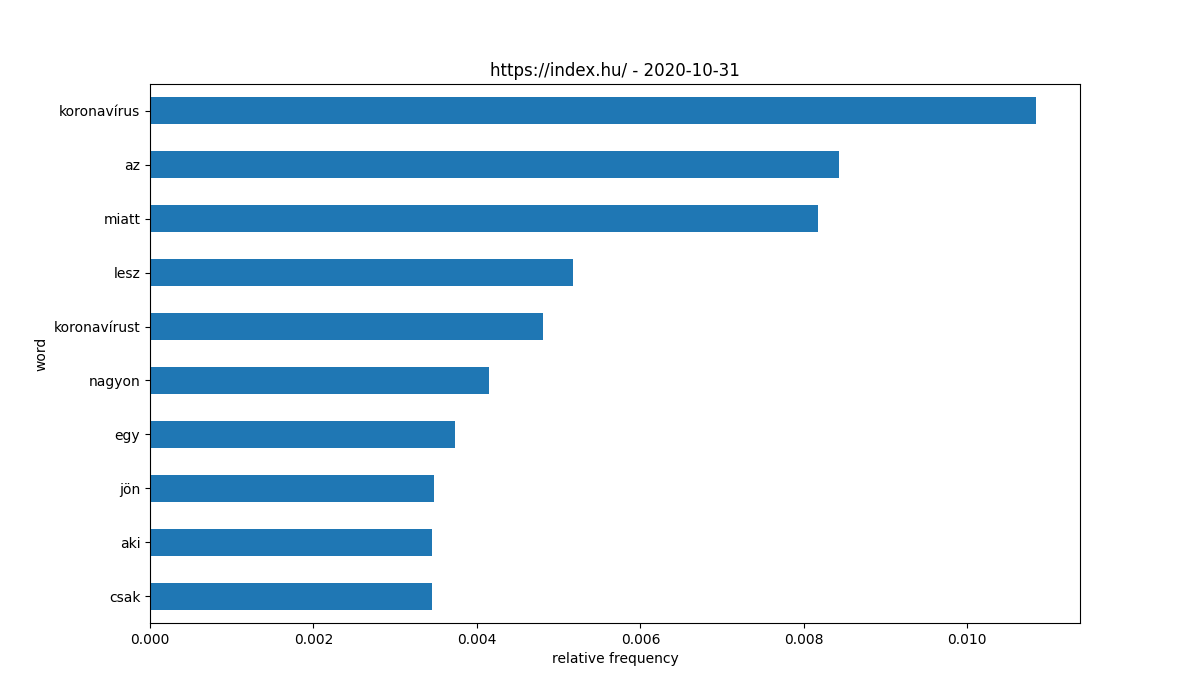 https://index.hu/ - 2020-10-31
koronavírus
az
miatt
lesz
koronavírust
nagyon
egy
jön
aki
csak
word
0.000 0.002 0.004 0.006 0.008 0.010
relative frequency